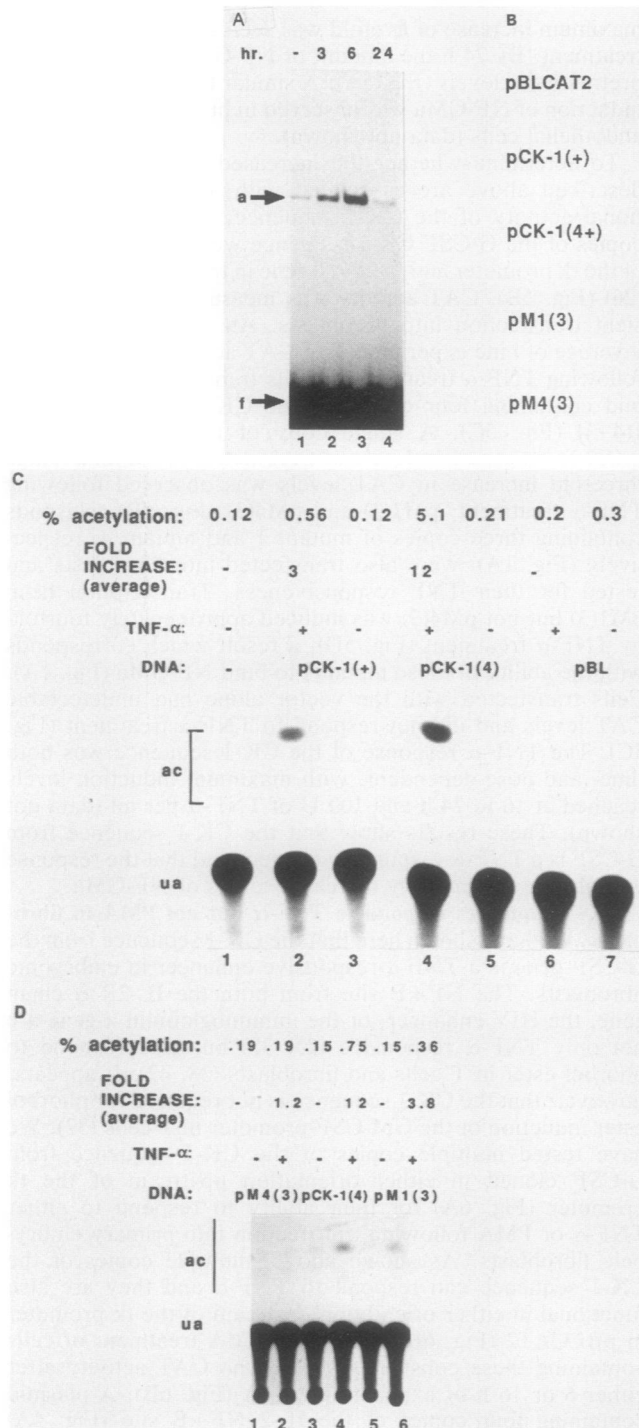 A
B
hr. - 3 6 24
a
f
1 2 3 4
pBLCAT2
pCK-1(+)
pCK-1(4+)
pM1(3)
pM4(3)
C
% acetylation: 0.12 0.56 0.12 5.1 0.21 0.2 0.2
FOLD
INCREASE: - 3 12 -
(average)
TNF-α: - + - + - + -
DNA: - pCK-1(+) pCK-1(4) pBL
ac
ua
1 2 3 4 5 6 7
D
% acetylation: .19 .19 .15 .75 .15 .36
FOLD
INCREASE: - 1.2 - 12 - 3.8
(average)
TNF-α: - + - + - +
DNA: pM4(3) pCK-1(4) pM1(3)
ac
ua
1 2 3 4 5 6